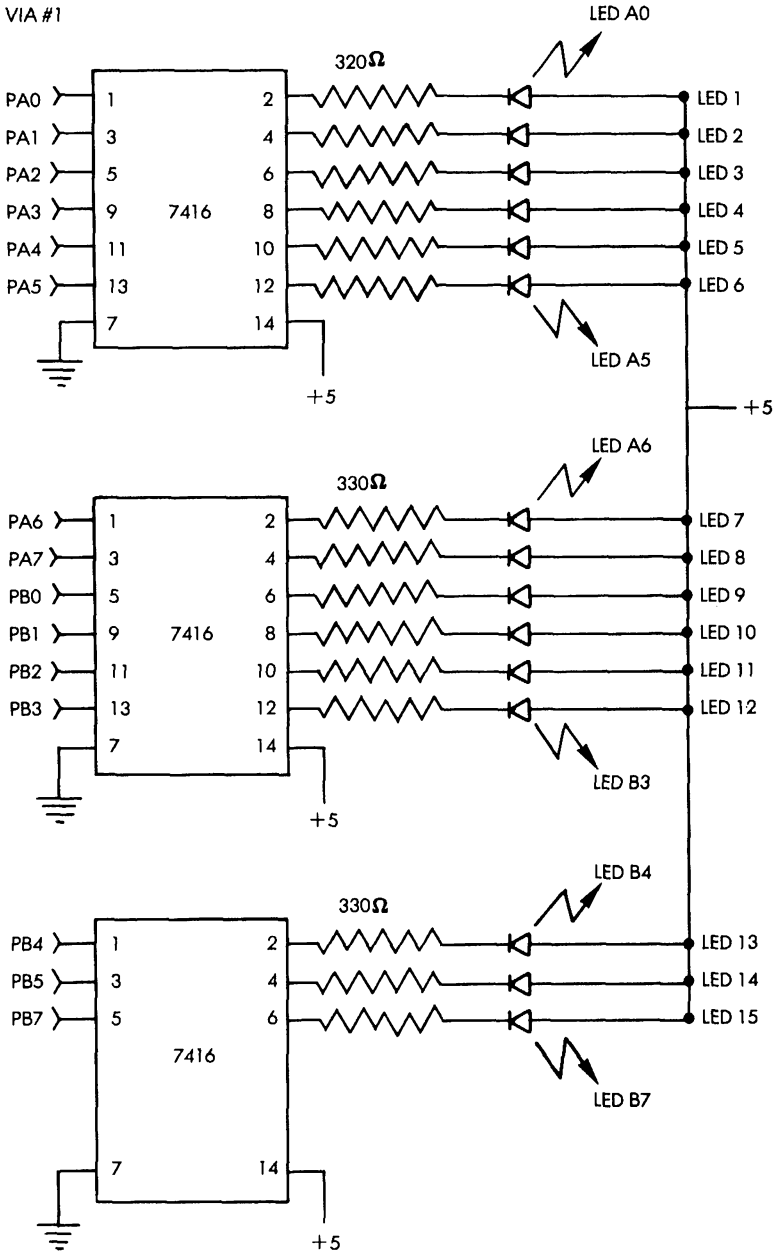 VIA #1
LED A0
320Ω
PA0 1 2 LED 1
PA1 3 4 LED 2
PA2 5 6 LED 3
PA3 9 7416 8 LED 4
PA4 11 10 LED 5
PA5 13 12 LED 6
7 14
LED A5
+5
+5
LED A6
330Ω
PA6 1 2 LED 7
PA7 3 4 LED 8
PB0 5 6 LED 9
PB1 9 7416 8 LED 10
PB2 11 10 LED 11
PB3 13 12 LED 12
7 14
LED B3
+5
LED B4
330Ω
PB4 1 2 LED 13
PB5 3 4 LED 14
PB7 5 6 LED 15
7416
LED B7
7 14
+5